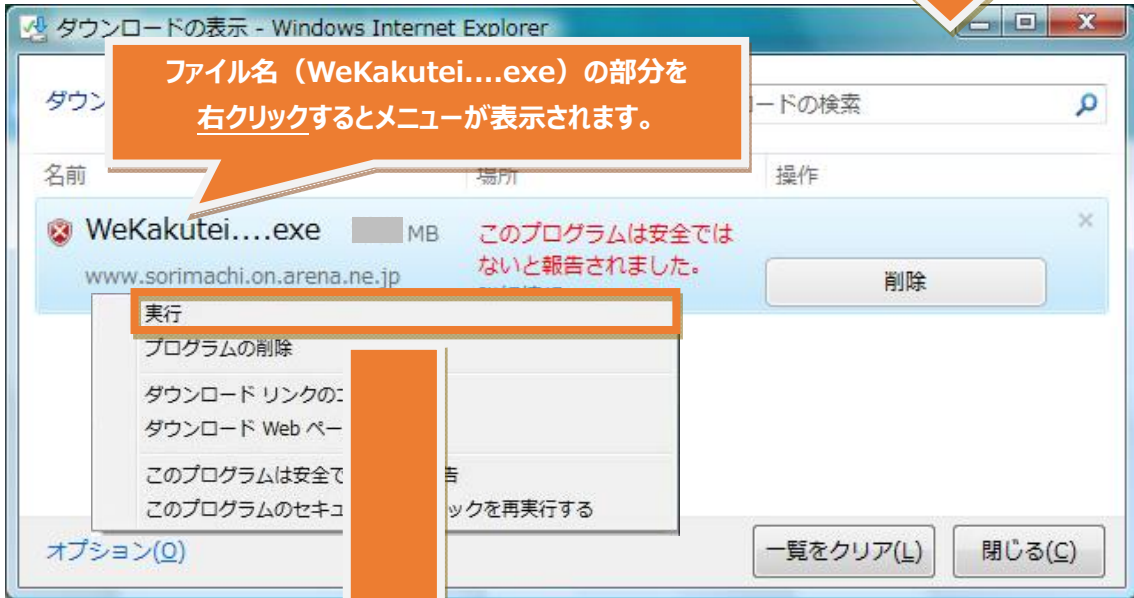 ダウンロードの表示 - Windows Internet Explorer
ファイル名（WeKakutei....exe）の部分を
右クリックするとメニューが表示されます。
ダウン
ードの検索
名前
場所
操作
WeKakutei....exe
MB
このプログラムは安全では
ないと報告されました。
www.sorimachi.on.arena.ne.jp
削除
実行
プログラムの削除
ダウンロード リンクの
ダウンロード Web ペー
このプログラムは安全で
告
このプログラムのセキュ
ックを再実行する
オプション(O)
一覧をクリア(L)
閉じる(C)